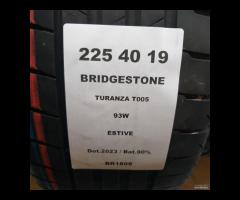 225 40 19
BRIDGESTONE
TURANZA T005
93W
ESTIVE
Dot.2023 / Bat.90%
BR1808